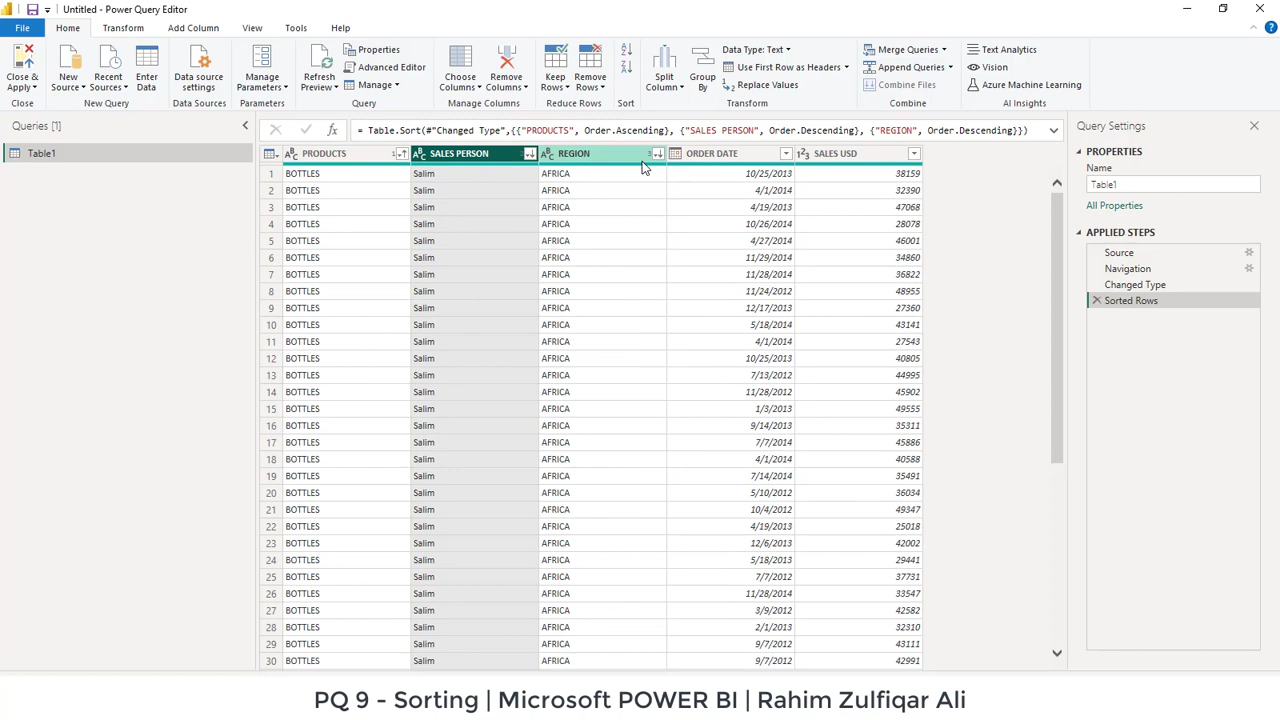 Untitled - Power Query Editor
File Home Transform Add Column View Tools Help
Close & Apply New Source Recent Sources Enter Data Data source settings Manage Parameters Refresh Preview Properties Advanced Editor Manage Choose Columns Remove Columns Keep Rows Remove Rows Split Column Group By Data Type: Text Use First Row as Headers Replace Values Merge Queries Append Queries Combine Files Text Analytics Vision Azure Machine Learning
Close New Query Data Sources Parameters Query Manage Columns Reduce Rows Sort Transform Combine AI Insights
Queries [1]
Table1
= Table.Sort(#"Changed Type",{{"PRODUCTS", Order.Ascending}, {"SALES PERSON", Order.Descending}, {"REGION", Order.Descending}})
PRODUCTS SALES PERSON REGION ORDER DATE SALES USD
1 BOTTLES Salim AFRICA 10/25/2013 38159
2 BOTTLES Salim AFRICA 4/1/2014 32390
3 BOTTLES Salim AFRICA 4/19/2013 47068
4 BOTTLES Salim AFRICA 10/26/2014 28078
5 BOTTLES Salim AFRICA 4/27/2014 46001
6 BOTTLES Salim AFRICA 11/29/2014 34860
7 BOTTLES Salim AFRICA 11/28/2014 36822
8 BOTTLES Salim AFRICA 11/24/2012 48955
9 BOTTLES Salim AFRICA 12/17/2013 27360
10 BOTTLES Salim AFRICA 5/18/2014 43141
11 BOTTLES Salim AFRICA 4/1/2014 27543
12 BOTTLES Salim AFRICA 10/25/2013 40805
13 BOTTLES Salim AFRICA 7/13/2012 44995
14 BOTTLES Salim AFRICA 11/28/2012 45902
15 BOTTLES Salim AFRICA 1/3/2013 49555
16 BOTTLES Salim AFRICA 9/14/2013 35311
17 BOTTLES Salim AFRICA 7/7/2014 45886
18 BOTTLES Salim AFRICA 4/1/2014 40588
19 BOTTLES Salim AFRICA 7/14/2014 35491
20 BOTTLES Salim AFRICA 5/10/2012 36034
21 BOTTLES Salim AFRICA 10/4/2012 49347
22 BOTTLES Salim AFRICA 4/19/2013 25018
23 BOTTLES Salim AFRICA 12/6/2013 42002
24 BOTTLES Salim AFRICA 5/18/2013 29441
25 BOTTLES Salim AFRICA 7/7/2012 37731
26 BOTTLES Salim AFRICA 11/28/2014 33547
27 BOTTLES Salim AFRICA 3/9/2012 42582
28 BOTTLES Salim AFRICA 2/1/2013 32310
29 BOTTLES Salim AFRICA 9/7/2012 43111
30 BOTTLES Salim AFRICA 9/7/2012 42991
Query Settings
PROPERTIES
Name
Table1
All Properties
APPLIED STEPS
Source
Navigation
Changed Type
Sorted Rows
PQ 9 - Sorting | Microsoft POWER BI | Rahim Zulfiqar Ali